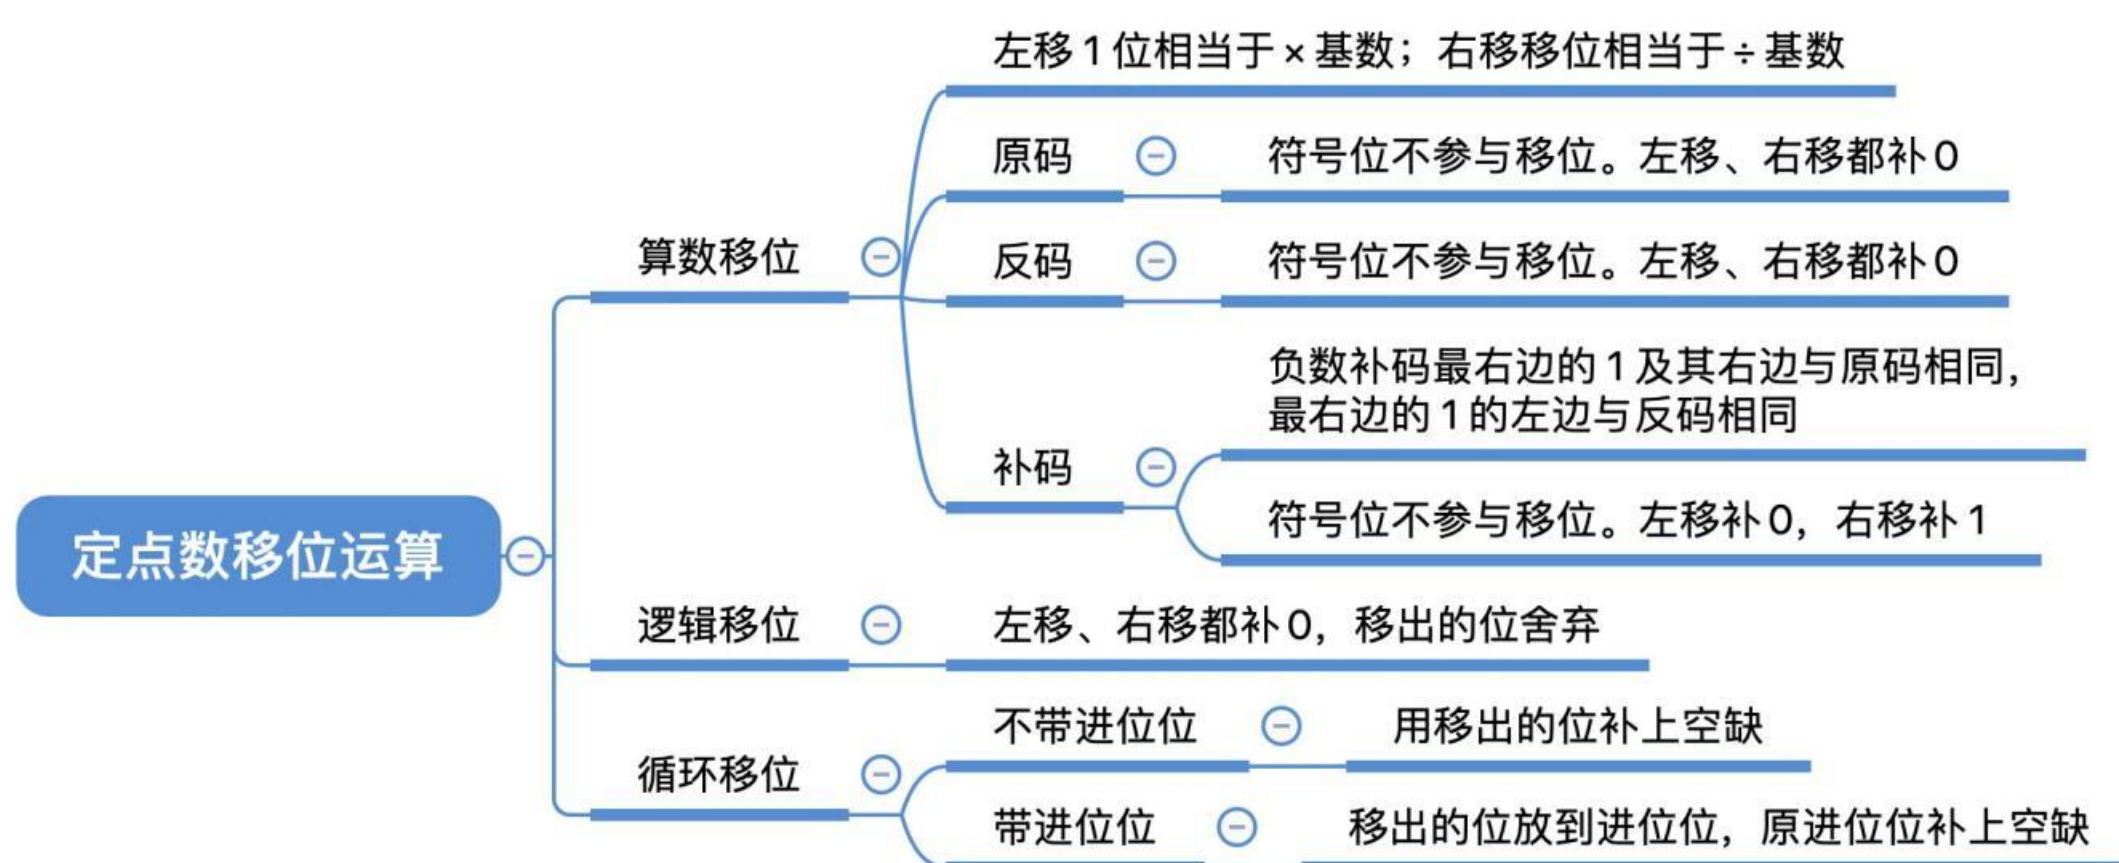 左移1位相当于×基数；右移移位相当于÷基数
原码
符号位不参与移位。左移、右移都补0
算数移位
反码
符号位不参与移位。左移、右移都补0
负数补码最右边的1及其右边与原码相同，
最右边的1的左边与反码相同
补码
符号位不参与移位。左移补0，右移补1
定点数移位运算
逻辑移位
左移、右移都补0，移出的位舍弃
不带进位位
用移出的位补上空缺
循环移位
带进位位
移出的位放到进位位，原进位位补上空缺